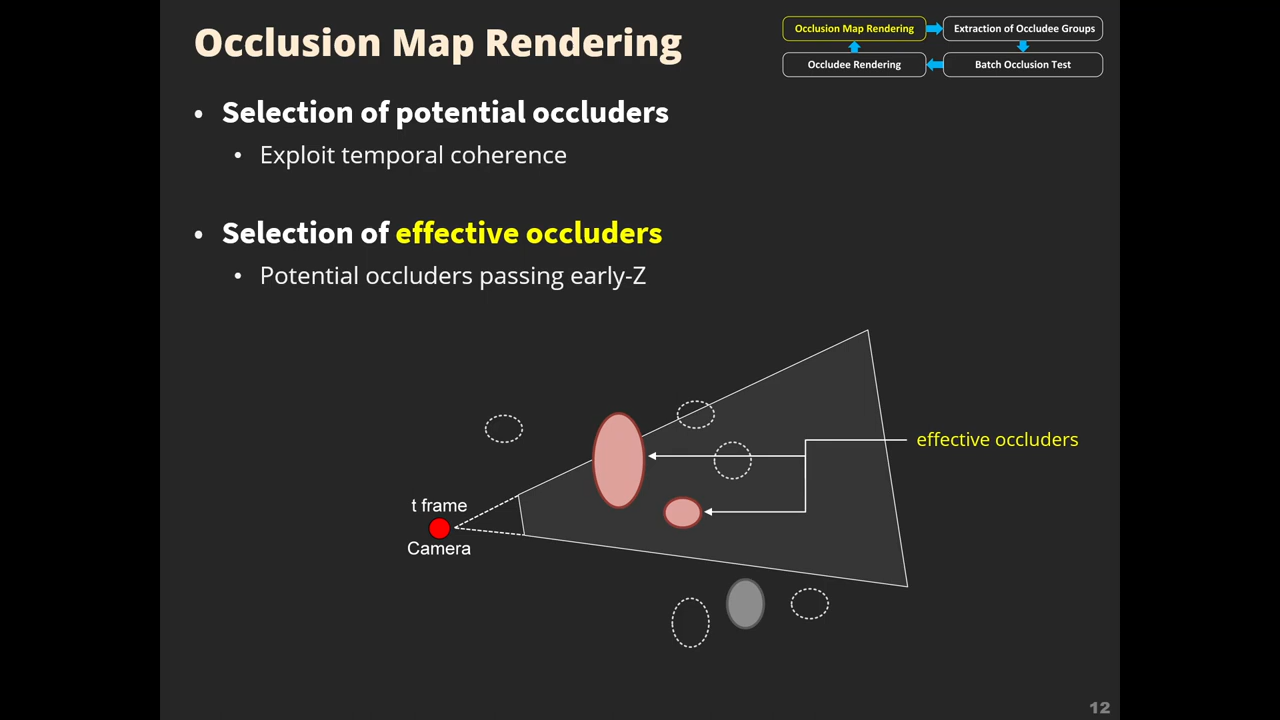 Occlusion Map Rendering
Occlusion Map Rendering
Extraction of Occludee Groups
Occludee Rendering
Batch Occlusion Test
• Selection of potential occluders
• Exploit temporal coherence
• Selection of effective occluders
• Potential occluders passing early-Z
effective occluders
t frame
Camera
12